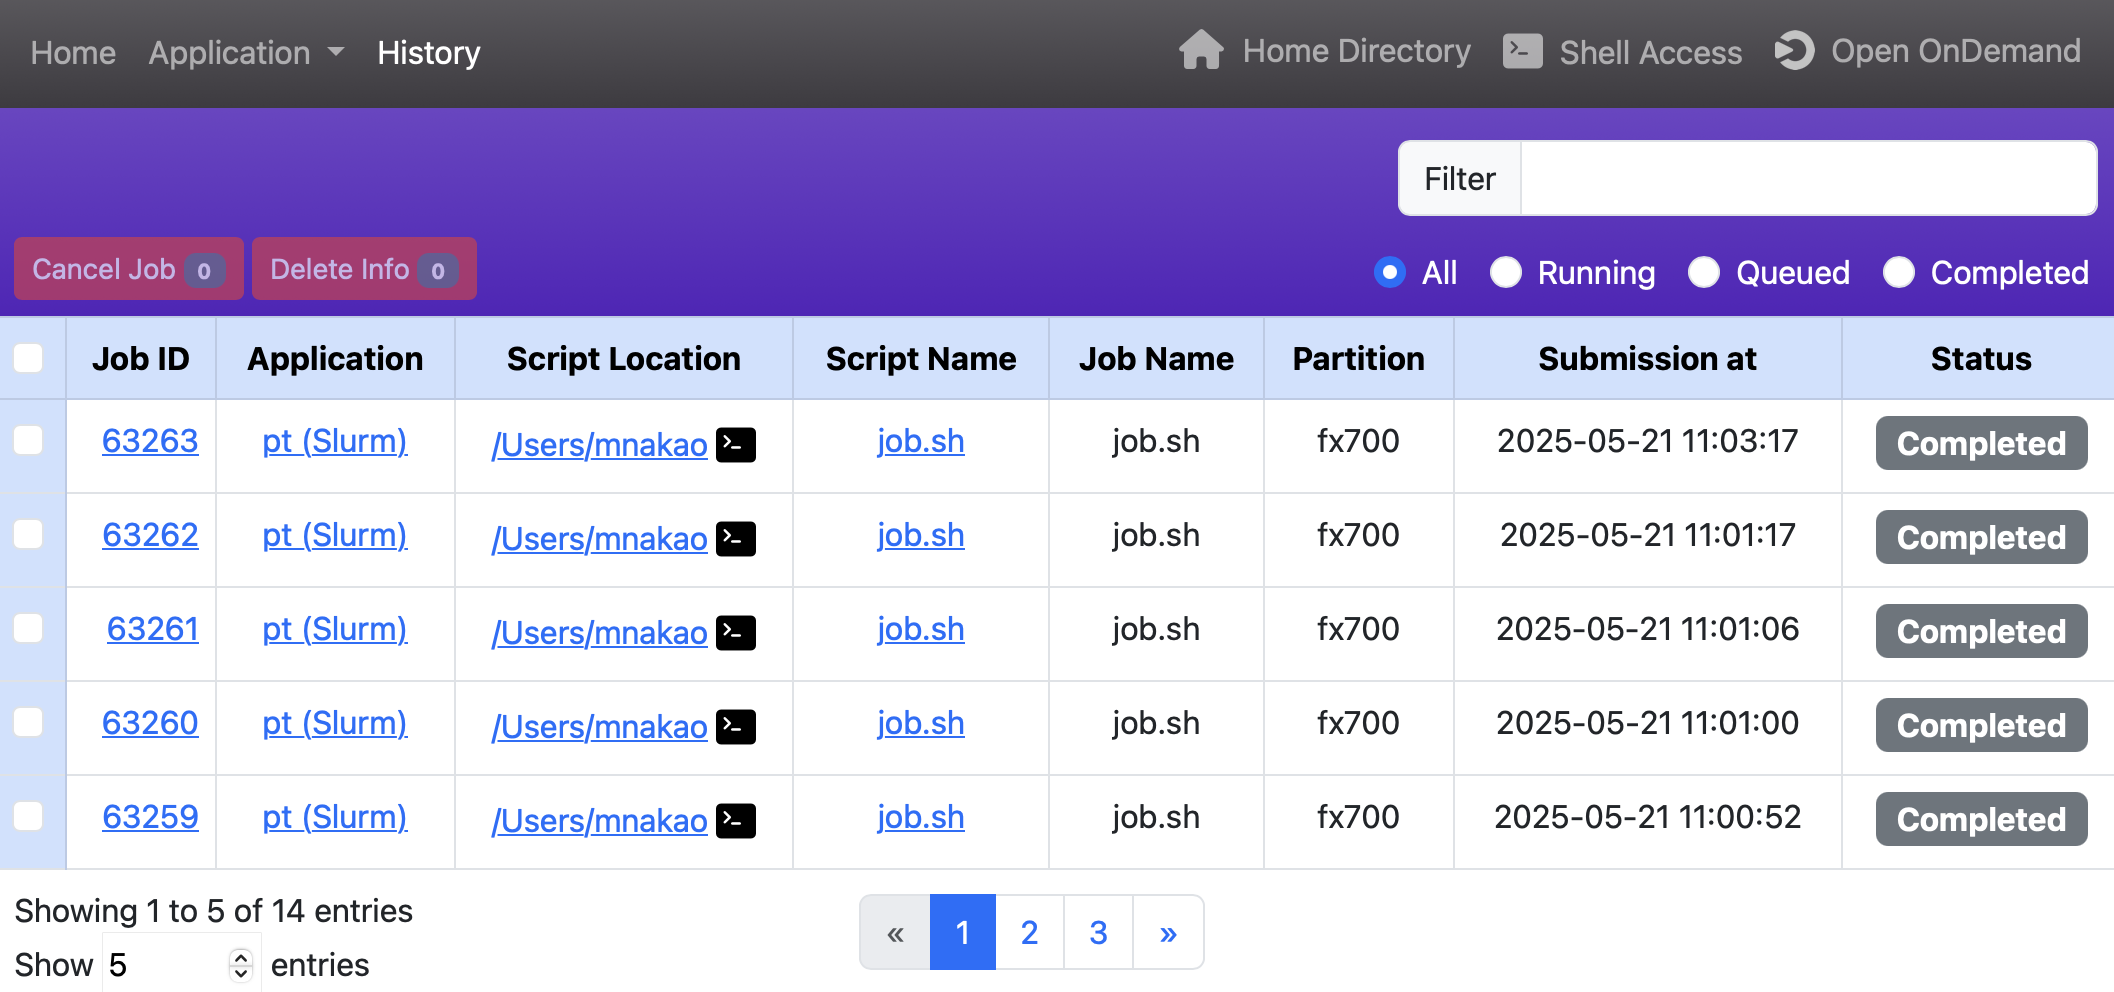 Home Application History Home Directory Shell Access Open OnDemand
Filter
Cancel Job 0 Delete Info 0 All Running Queued Completed
Job ID Application Script Location Script Name Job Name Partition Submission at Status
63263 pt (Slurm) /Users/mnakao job.sh job.sh fx700 2025-05-21 11:03:17 Completed
63262 pt (Slurm) /Users/mnakao job.sh job.sh fx700 2025-05-21 11:01:17 Completed
63261 pt (Slurm) /Users/mnakao job.sh job.sh fx700 2025-05-21 11:01:06 Completed
63260 pt (Slurm) /Users/mnakao job.sh job.sh fx700 2025-05-21 11:01:00 Completed
63259 pt (Slurm) /Users/mnakao job.sh job.sh fx700 2025-05-21 11:00:52 Completed
Showing 1 to 5 of 14 entries
« 1 2 3 »
Show 5 entries